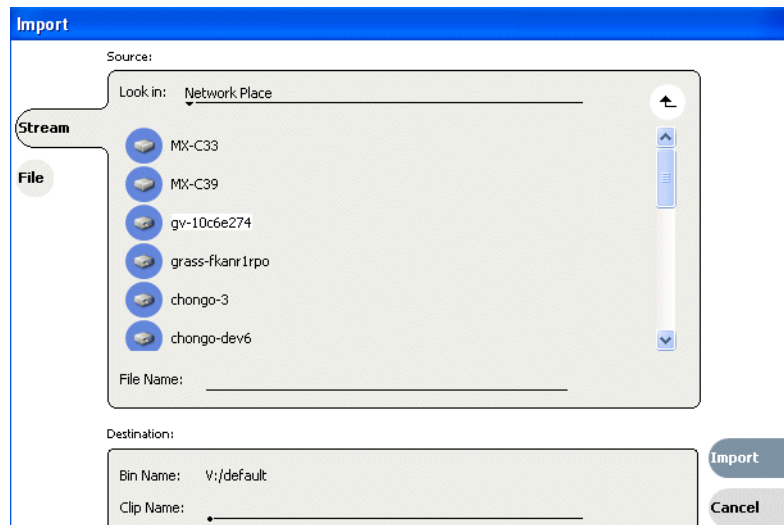 Import
Source:
Look in: Network Place
Stream
File
MX-C33
MX-C39
gv-10c6e274
grass-fkanr1rpo
chongo-3
chongo-dev6
File Name:
Destination:
Bin Name: V:/default
Clip Name:
Import
Cancel